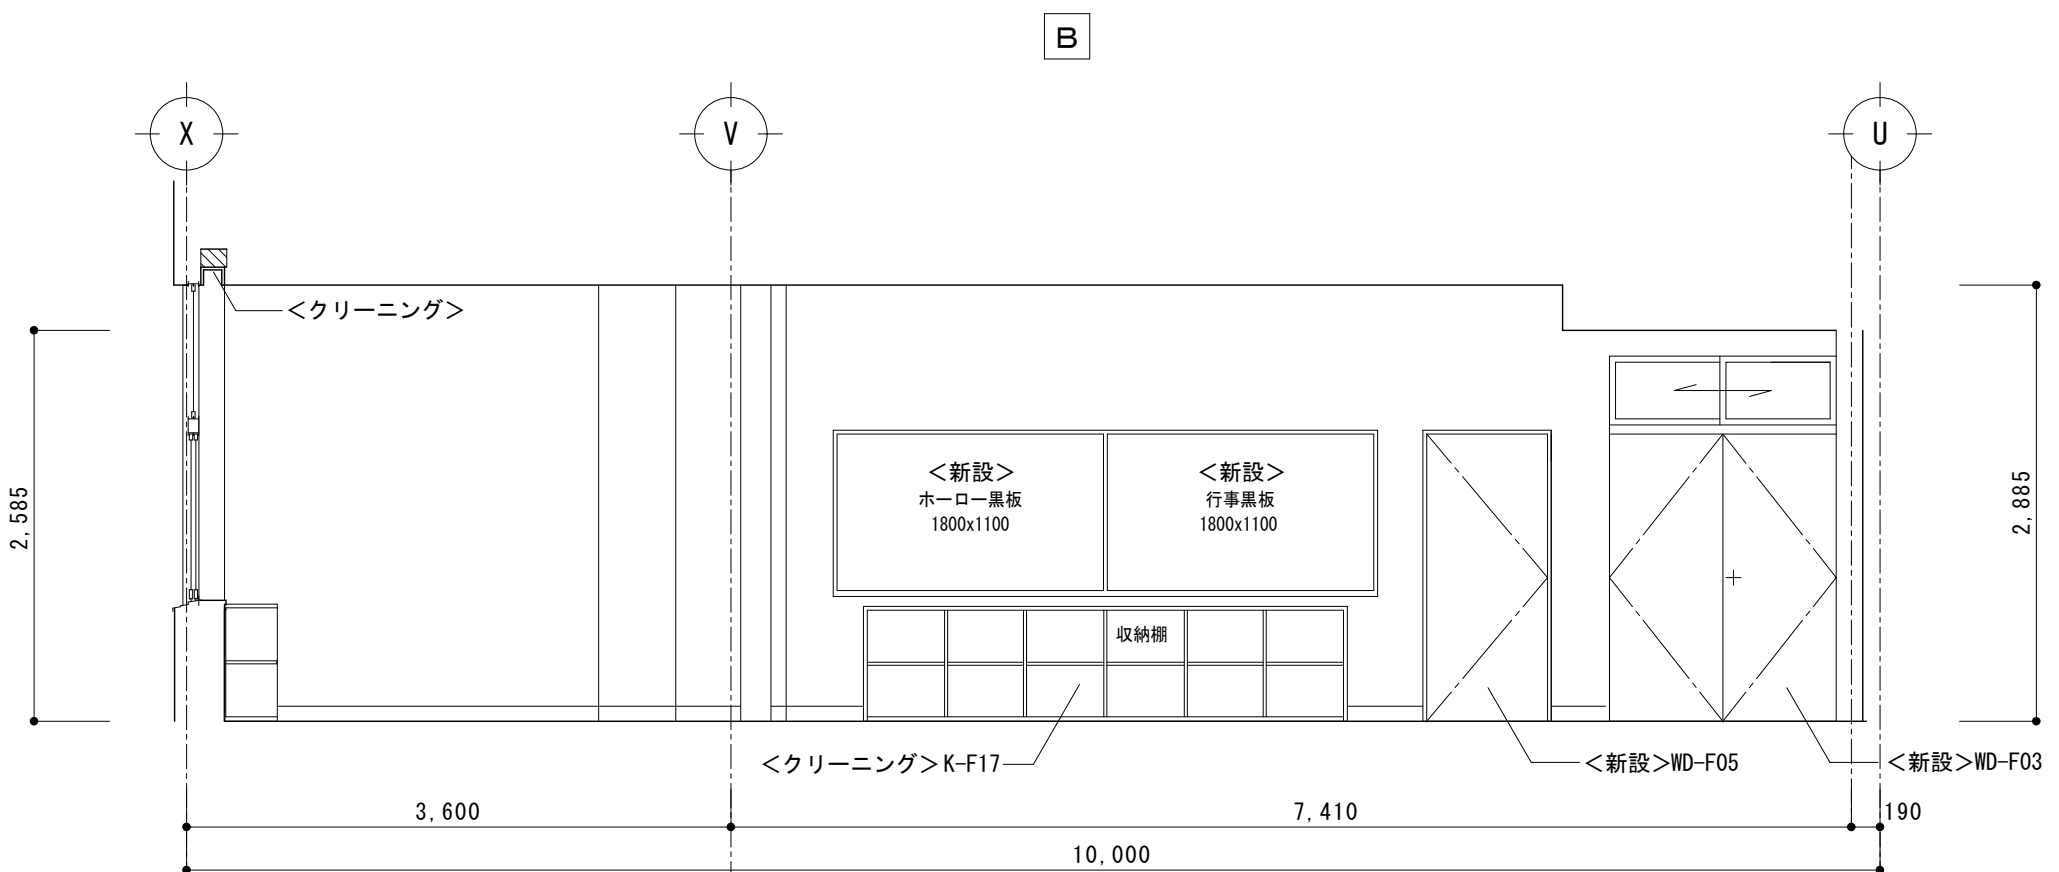 B
X
V
U
<クリーニング>
2,585
2,885
<新設>
ホーロー黒板
1800x1100
<新設>
行事黒板
1800x1100
収納棚
<クリーニング>K-F17
<新設>WD-F05
<新設>WD-F03
3,600
7,410
190
10,000